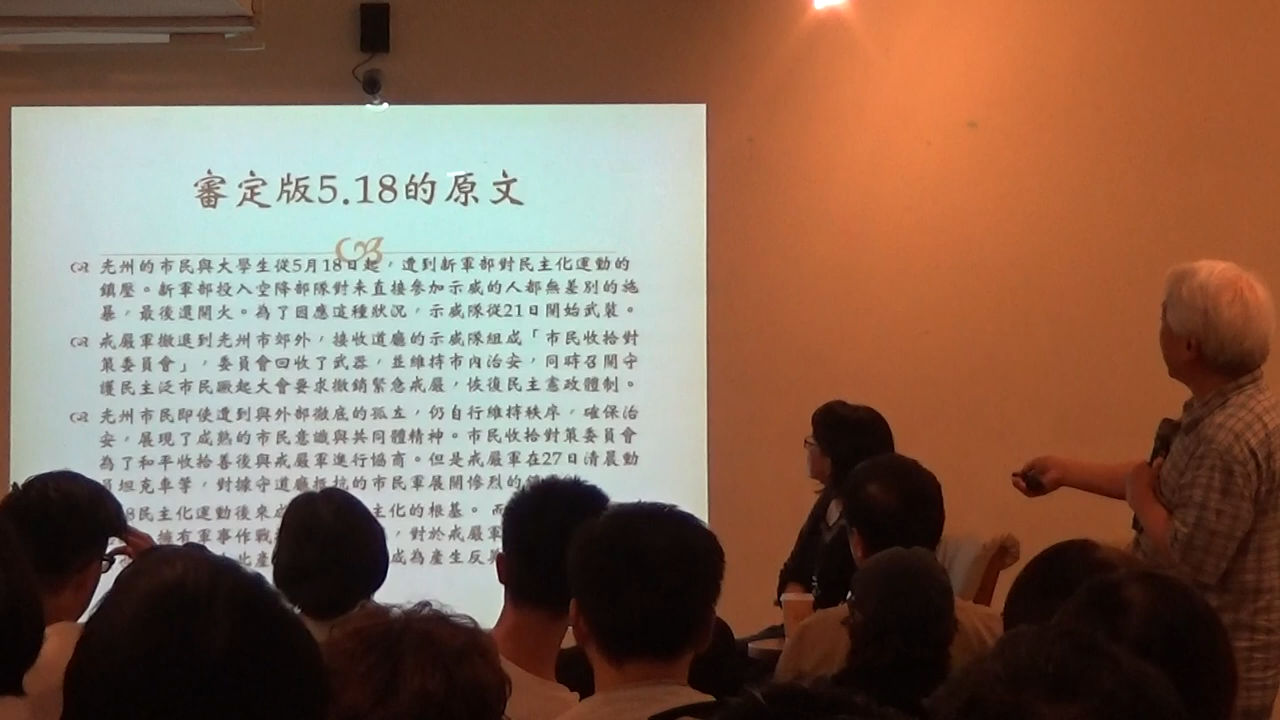 審定版5.18的原文
光州的市民與大學生從5月18日起，遭到新軍部對民主化運動的
鎮壓。新軍部投入空降部隊對未直接參加示威的人都無差別的施
暴，最後還開火。為了因應這種狀況，示威隊從21日開始武裝。
戒嚴軍撤退到光州市郊外，接收道廳的示威隊組成「市民收拾對
策委員會」，委員會回收了武器，並維持市內治安，同時召開守
護民主泛市民蹶起大會要求撤銷緊急戒嚴，恢復民主憲政體制。
光州市民即使遭到與外部徹底的孤立，仍自行維持秩序，確保治
安，展現了成熟的市民意識與共同體精神。市民收拾對策委員會
為了和平收拾善後與戒嚴軍進行協商。但是戒嚴軍在27日清晨動
員坦克車等，對據守道廳抵抗的市民軍展開慘烈的
8民主化運動後來成 主化的根基。而
擁有軍事作戰 ，對於戒嚴軍
此產 成為產生反